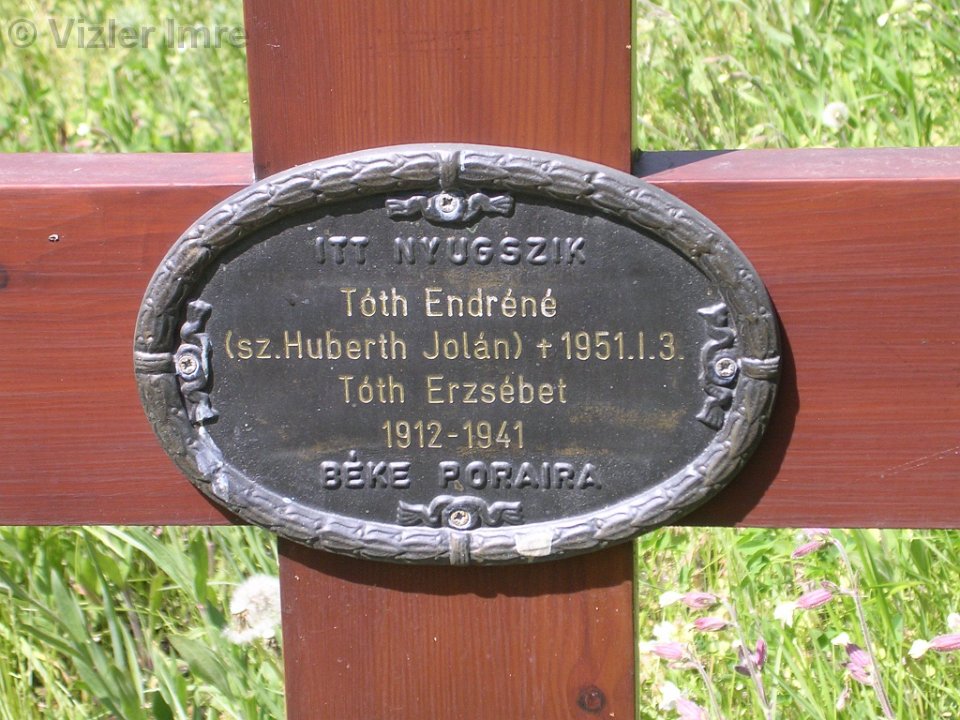 © Vizler Imre
ITT NYUGSZIK
Tóth Endréné
(sz.Huberth Jolán) + 1951.I.3.
Tóth Erzsébet
1912-1941
BÉKE PORAIRA